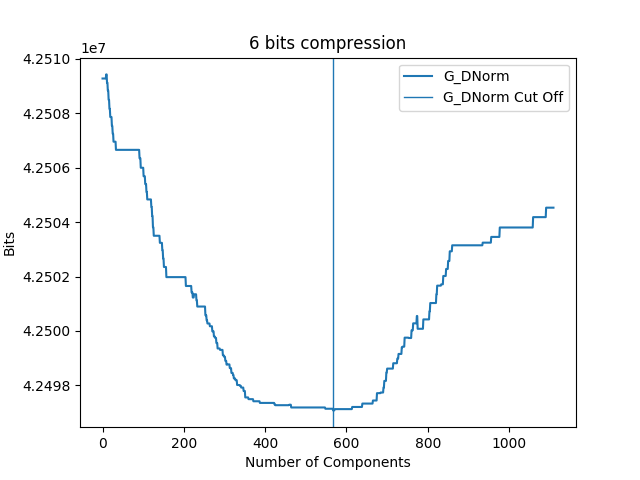 6 bits compression
1e7
4.2510
4.2508
4.2506
4.2504
4.2502
4.2500
4.2498
Bits
G_DNorm
G_DNorm Cut Off
0 200 400 600 800 1000
Number of Components